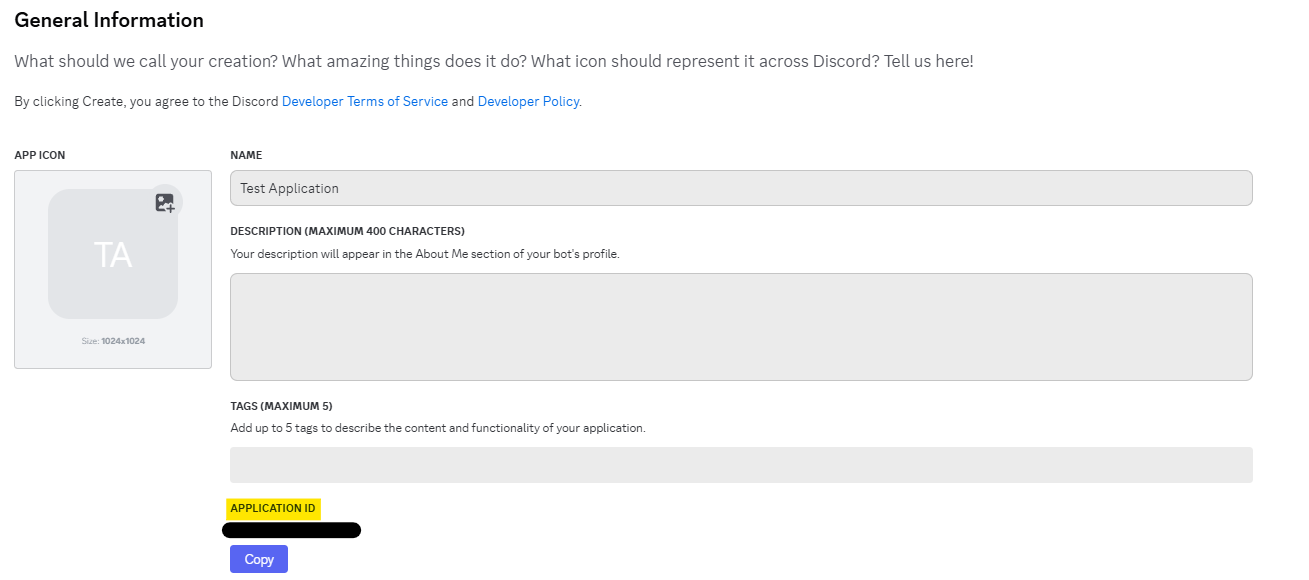 General Information
What should we call your creation? What amazing things does it do? What icon should represent it across Discord? Tell us here!
By clicking Create, you agree to the Discord Developer Terms of Service and Developer Policy.
APP ICON
TA
Size: 1024x1024
NAME
Test Application
DESCRIPTION (MAXIMUM 400 CHARACTERS)
Your description will appear in the About Me section of your bot's profile.
TAGS (MAXIMUM 5)
Add up to 5 tags to describe the content and functionality of your application.
APPLICATION ID
Copy